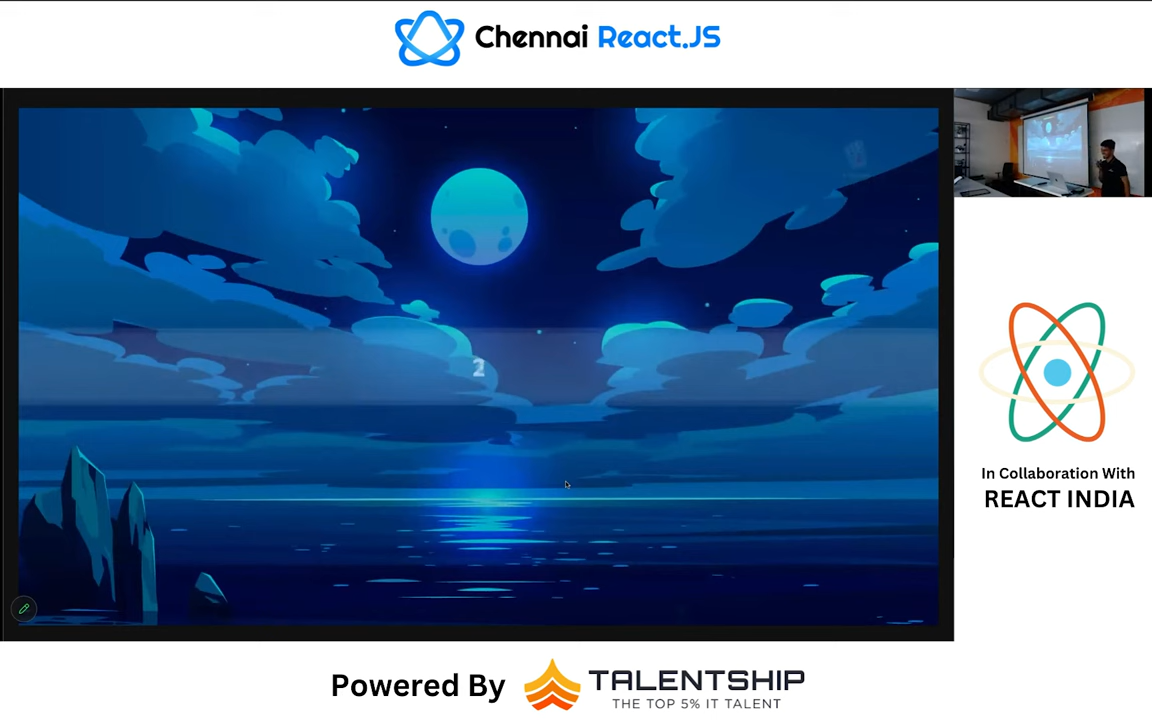 Chennai React.JS
2
In Collaboration With
REACT INDIA
Powered By
TALENTSHIP
THE TOP 5% IT TALENT